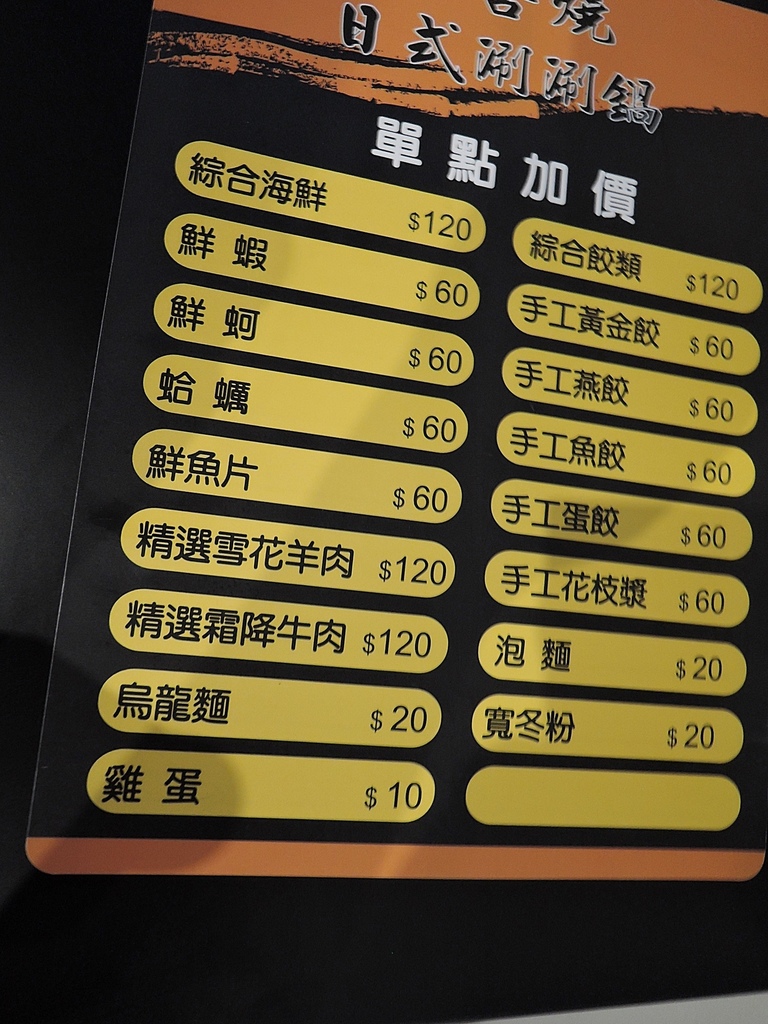 燒
日式涮涮鍋
單點加價
綜合海鮮 $120
鮮蝦 $60
鮮蚵 $60
蛤蠣 $60
鮮魚片 $60
精選雪花羊肉 $120
精選霜降牛肉 $120
烏龍麵 $20
雞蛋 $10
綜合餃類 $120
手工黃金餃 $60
手工燕餃 $60
手工魚餃 $60
手工蛋餃 $60
手工花枝漿 $60
泡麵 $20
寬冬粉 $20